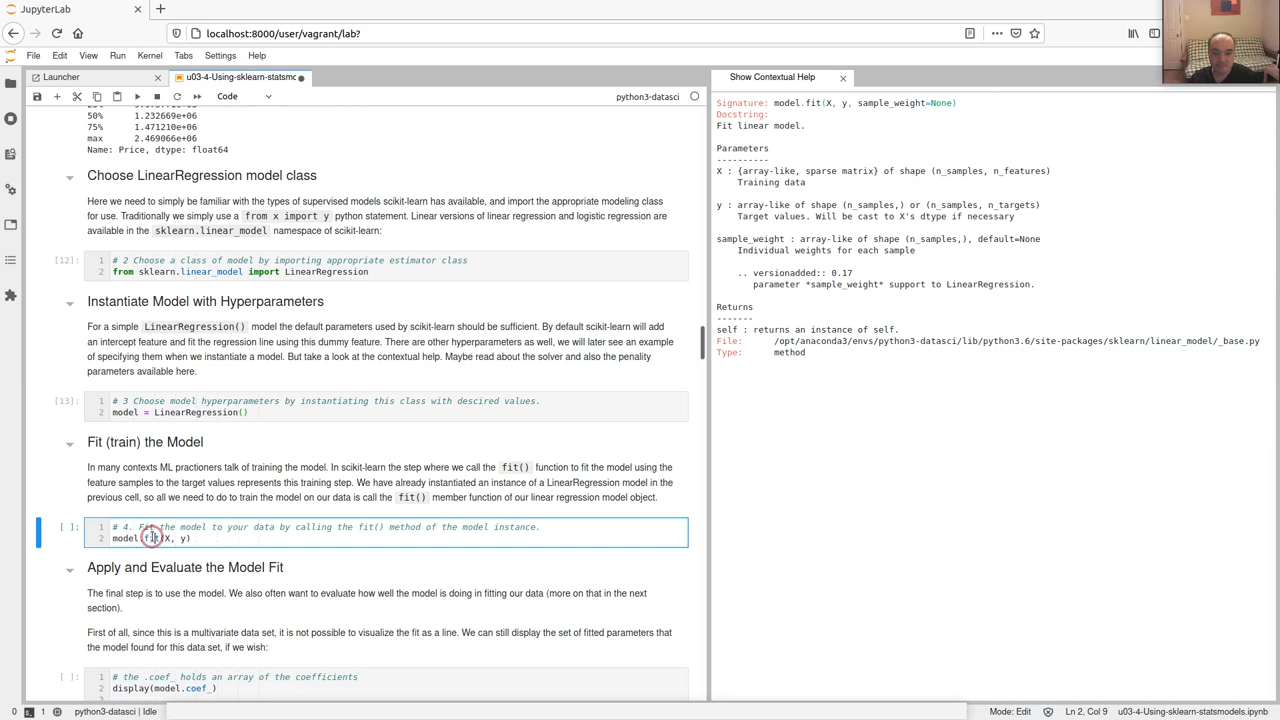 JupyterLab
localhost:8000/user/vagrant/lab?
File Edit View Run Kernel Tabs Settings Help
Launcher
u03-4-Using-sklearn-statsmo
Show Contextual Help
Code
python3-datasci
50% 1.232669e+06
75% 1.471210e+06
max 2.469066e+06
Name: Price, dtype: float64
Choose LinearRegression model class
Here we need to simply be familiar with the types of supervised models scikit-learn has available, and import the appropriate modeling class
for use. Traditionally we simply use a from x import y python statement. Linear versions of linear regression and logistic regression are
available in the sklearn.linear_model namespace of scikit-learn:
[12]: 1 # 2 Choose a class of model by importing appropriate estimator class
2 from sklearn.linear_model import LinearRegression
Instantiate Model with Hyperparameters
For a simple LinearRegression() model the default parameters used by scikit-learn should be sufficient. By default scikit-learn will add
an intercept feature and fit the regression line using this dummy feature. There are other hyperparameters as well, we will later see an example
of specifying them when we instantiate a model. But take a look at the contextual help. Maybe read about the solver and also the penality
parameters available here.
[13]: 1 # 3 Choose model hyperparameters by instantiating this class with descired values.
2 model = LinearRegression()
Fit (train) the Model
In many contexts ML practioners talk of training the model. In scikit-learn the step where we call the fit() function to fit the model using the
feature samples to the target values represents this training step. We have already instantiated an instance of a LinearRegression model in the
previous cell, so all we need to do to train the model on our data is call the fit() member function of our linear regression model object.
[ ]: 1 # 4. Fit the model to your data by calling the fit() method of the model instance.
2 model.fit(X, y)
Apply and Evaluate the Model Fit
The final step is to use the model. We also often want to evaluate how well the model is doing in fitting our data (more on that in the next
section).
First of all, since this is a multivariate data set, it is not possible to visualize the fit as a line. We can still display the set of fitted parameters that
the model found for this data set, if we wish:
[ ]: 1 # the .coef_ holds an array of the coefficients
2 display(model.coef_)
Signature: model.fit(X, y, sample_weight=None)
Docstring:
Fit linear model.
Parameters
----------
X : {array-like, sparse matrix} of shape (n_samples, n_features)
Training data
y : array-like of shape (n_samples,) or (n_samples, n_targets)
Target values. Will be cast to X's dtype if necessary
sample_weight : array-like of shape (n_samples,), default=None
Individual weights for each sample
.. versionadded:: 0.17
parameter *sample_weight* support to LinearRegression.
Returns
-------
self : returns an instance of self.
File: /opt/anaconda3/envs/python3-datasci/lib/python3.6/site-packages/sklearn/linear_model/_base.py
Type: method
0 1 python3-datasci | Idle
Mode: Edit Ln 2, Col 9 u03-4-Using-sklearn-statsmodels.ipynb